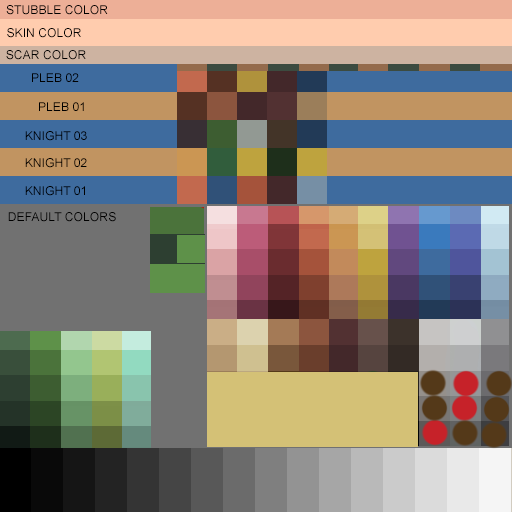 STUBBLE COLOR
SKIN COLOR
SCAR COLOR
PLEB 02
PLEB 01
KNIGHT 03
KNIGHT 02
KNIGHT 01
DEFAULT COLORS